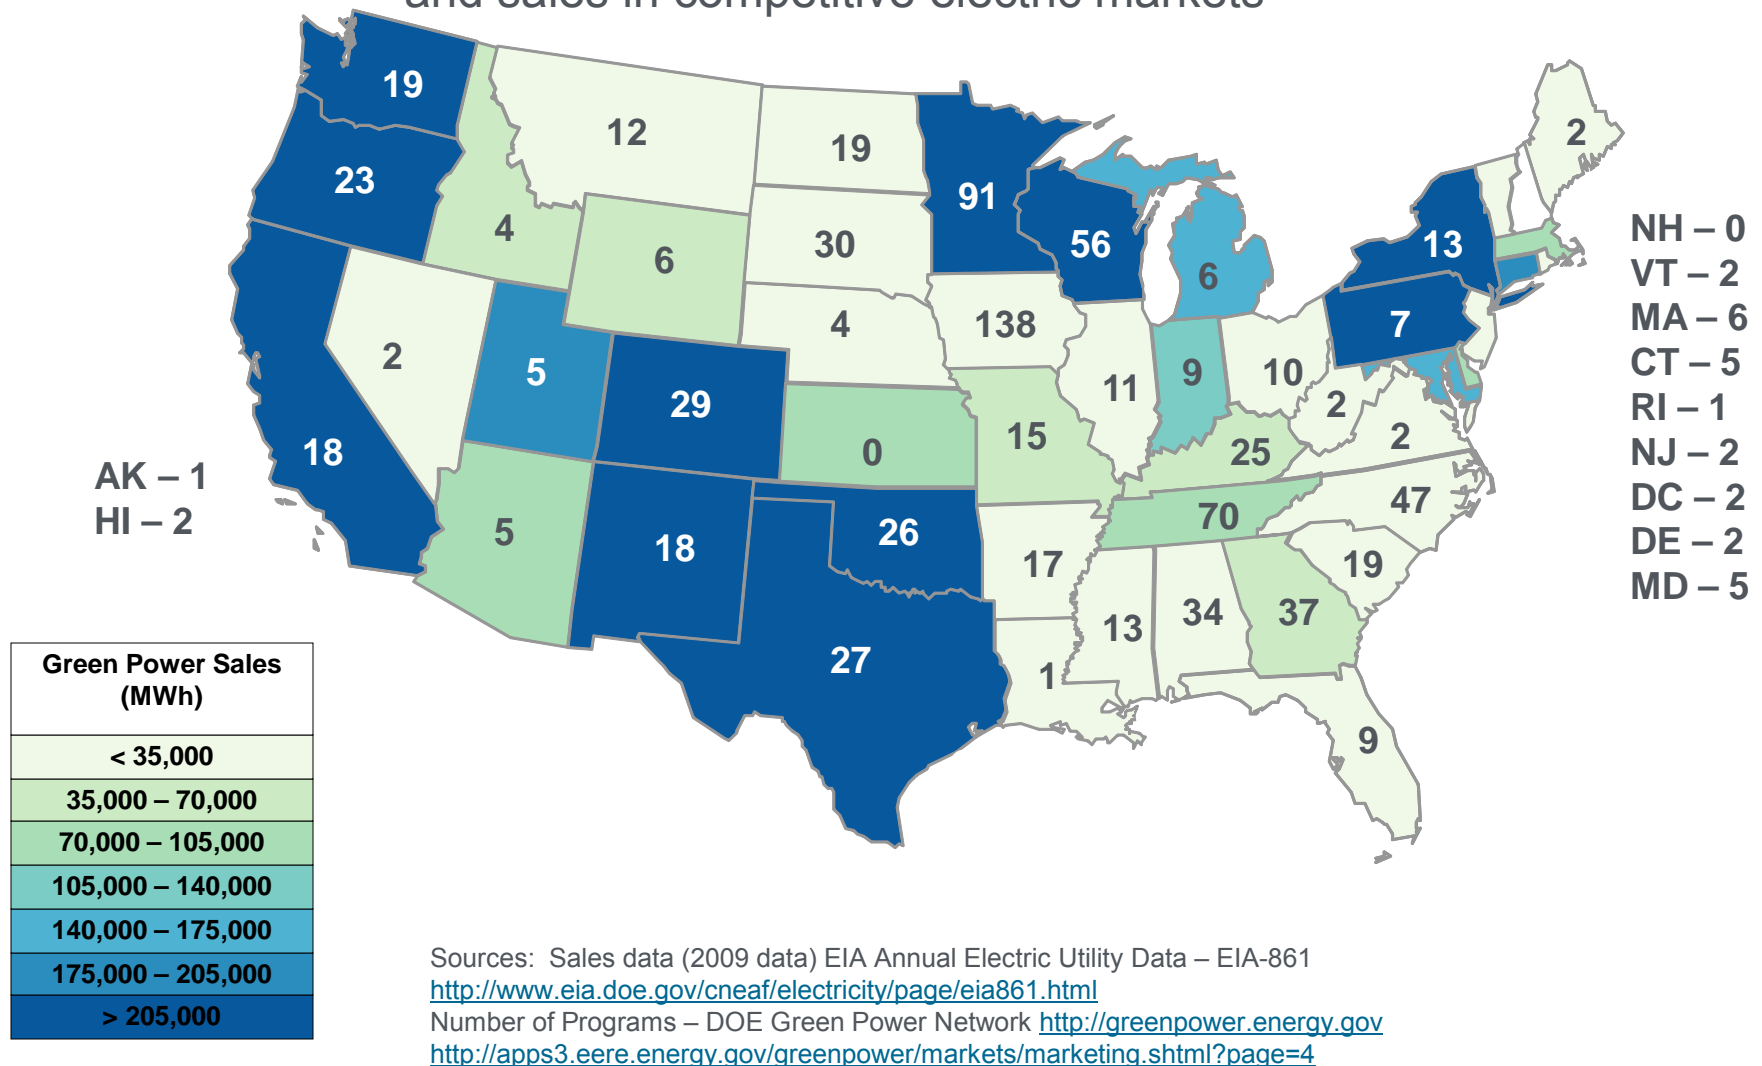 and sales in competitive electric markets
19
12
19
2
23
91
4
30
56
13
6
6
NH – 0
VT – 2
MA – 6
CT – 5
RI – 1
NJ – 2
DC – 2
DE – 2
MD – 5
2
5
4
138
7
29
11
9
10
2
18
0
15
25
2
AK – 1
HI – 2
5
18
26
70
47
17
19
27
1
13
34
37
9
Green Power Sales
(MWh)
< 35,000
35,000 – 70,000
70,000 – 105,000
105,000 – 140,000
140,000 – 175,000
175,000 – 205,000
> 205,000
Sources: Sales data (2009 data) EIA Annual Electric Utility Data – EIA-861
http://www.eia.doe.gov/cneaf/electricity/page/eia861.html
Number of Programs – DOE Green Power Network http://greenpower.energy.gov
http://apps3.eere.energy.gov/greenpower/markets/marketing.shtml?page=4